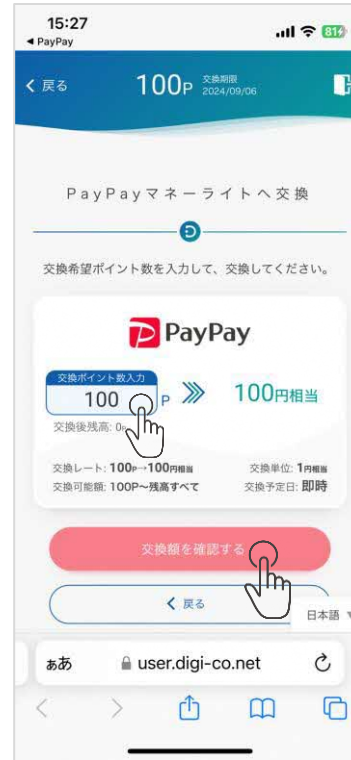 15:27
81
◀ PayPay
戻る
100P
交換期限
2024/09/06
PayPayマネーライトへ交換
交換希望ポイント数を入力して、交換してください。
PayPay
交換ポイント数入力
100 P
100円相当
交換後残高: 0P
交換レート: 100P→100円相当
交換単位: 1円相当
交換可能額: 100P〜残高すべて
交換予定日: 即時
交換額を確認する
戻る
日本語
ああ
user.digi-co.net